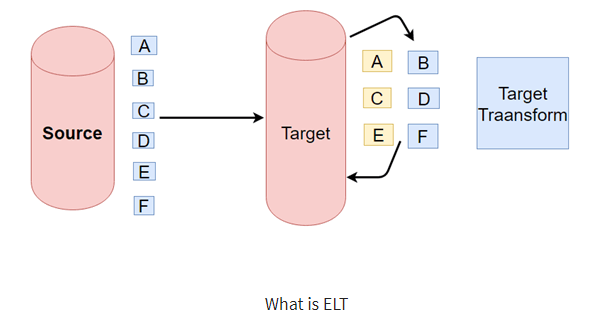 A
B
C
D
E
F
Source
Target
A B
C D
E F
Target
Traansform
What is ELT